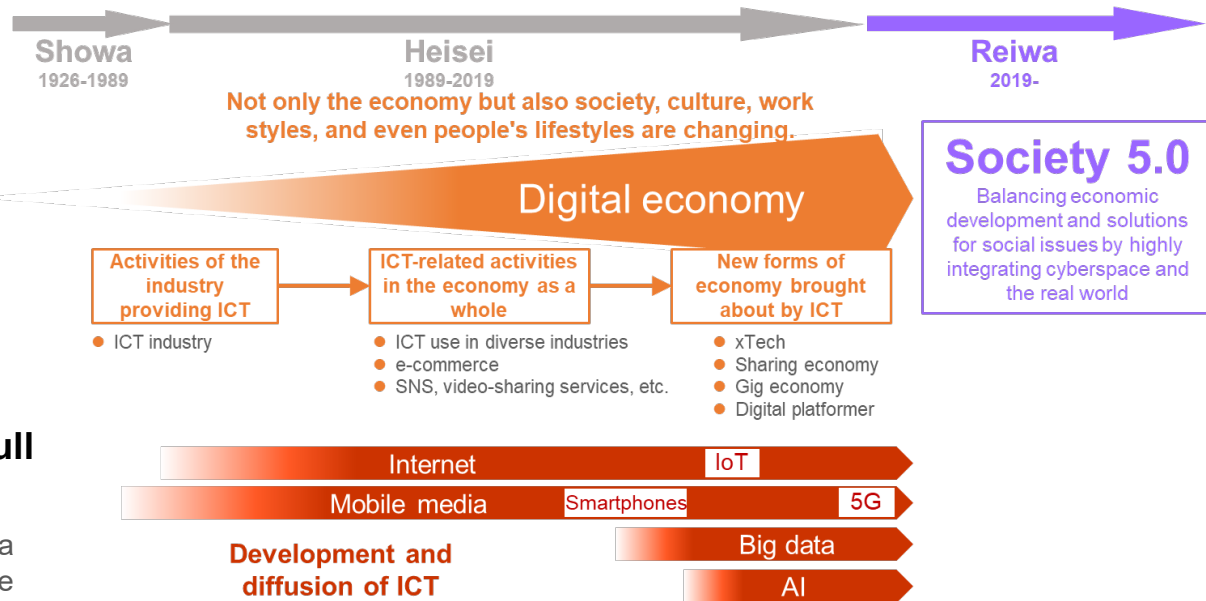 Showa
1926-1989
Heisei
1989-2019
Reiwa
2019-
Not only the economy but also society, culture, work
styles, and even people's lifestyles are changing.
Digital economy
Society 5.0
Balancing economic
development and solutions
for social issues by highly
integrating cyberspace and
the real world
Activities of the
industry
providing ICT
ICT-related activities
in the economy as a
whole
New forms of
economy brought
about by ICT
ICT industry
ICT use in diverse industries
e-commerce
SNS, video-sharing services, etc.
xTech
Sharing economy
Gig economy
Digital platformer
ull
a
e
Internet
IoT
Mobile media
Smartphones
5G
Big data
AI
Development and
diffusion of ICT